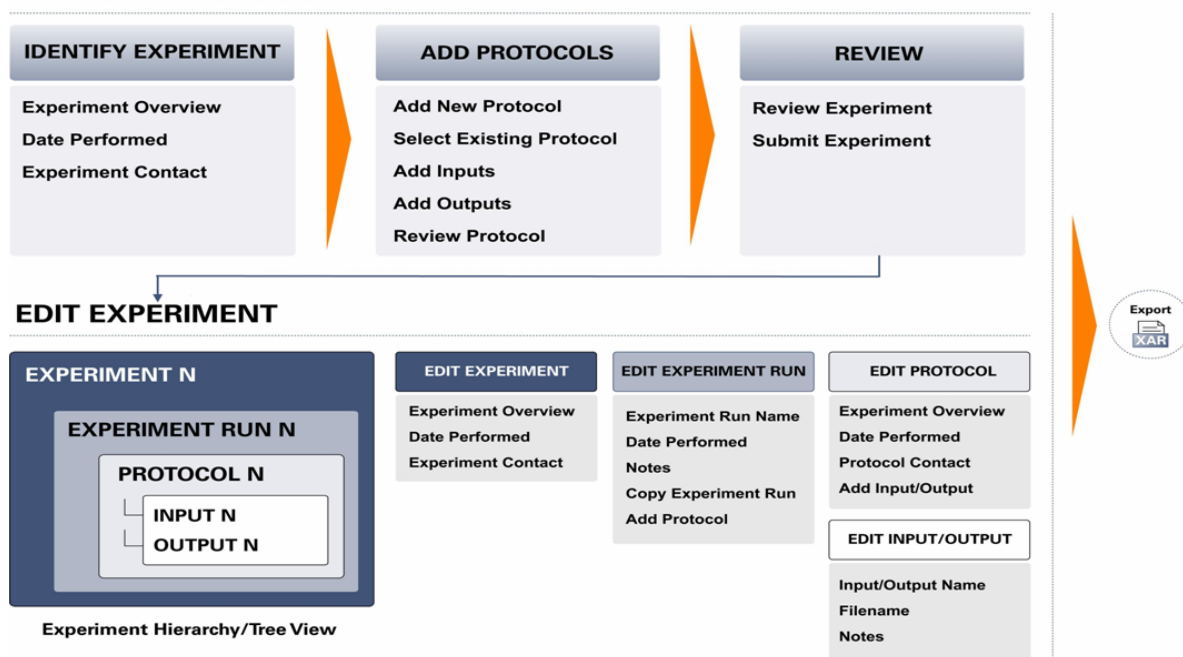 IDENTIFY EXPERIMENT
Experiment Overview
Date Performed
Experiment Contact
ADD PROTOCOLS
Add New Protocol
Select Existing Protocol
Add Inputs
Add Outputs
Review Protocol
REVIEW
Review Experiment
Submit Experiment
EDIT EXPERIMENT
EXPERIMENT N
EXPERIMENT RUN N
PROTOCOL N
INPUT N
OUTPUT N
Experiment Hierarchy/Tree View
EDIT EXPERIMENT
Experiment Overview
Date Performed
Experiment Contact
EDIT EXPERIMENT RUN
Experiment Run Name
Date Performed
Notes
Copy Experiment Run
Add Protocol
EDIT PROTOCOL
Experiment Overview
Date Performed
Protocol Contact
Add Input/Output
EDIT INPUT/OUTPUT
Input/Output Name
Filename
Notes
Export
XAR